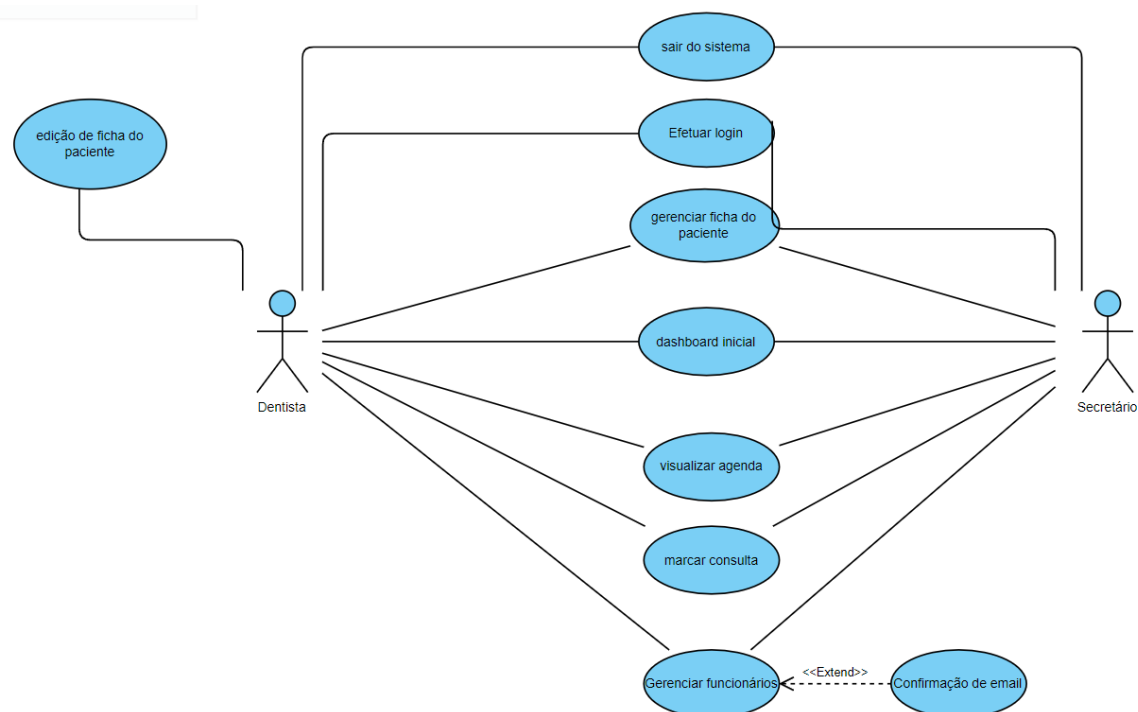 sair do sistema
edição de ficha do
paciente
Efetuar login
gerenciar ficha do
paciente
dashboard inicial
Dentista
Secretário
visualizar agenda
marcar consulta
Gerenciar funcionários
<<Extend>>
Confirmação de email